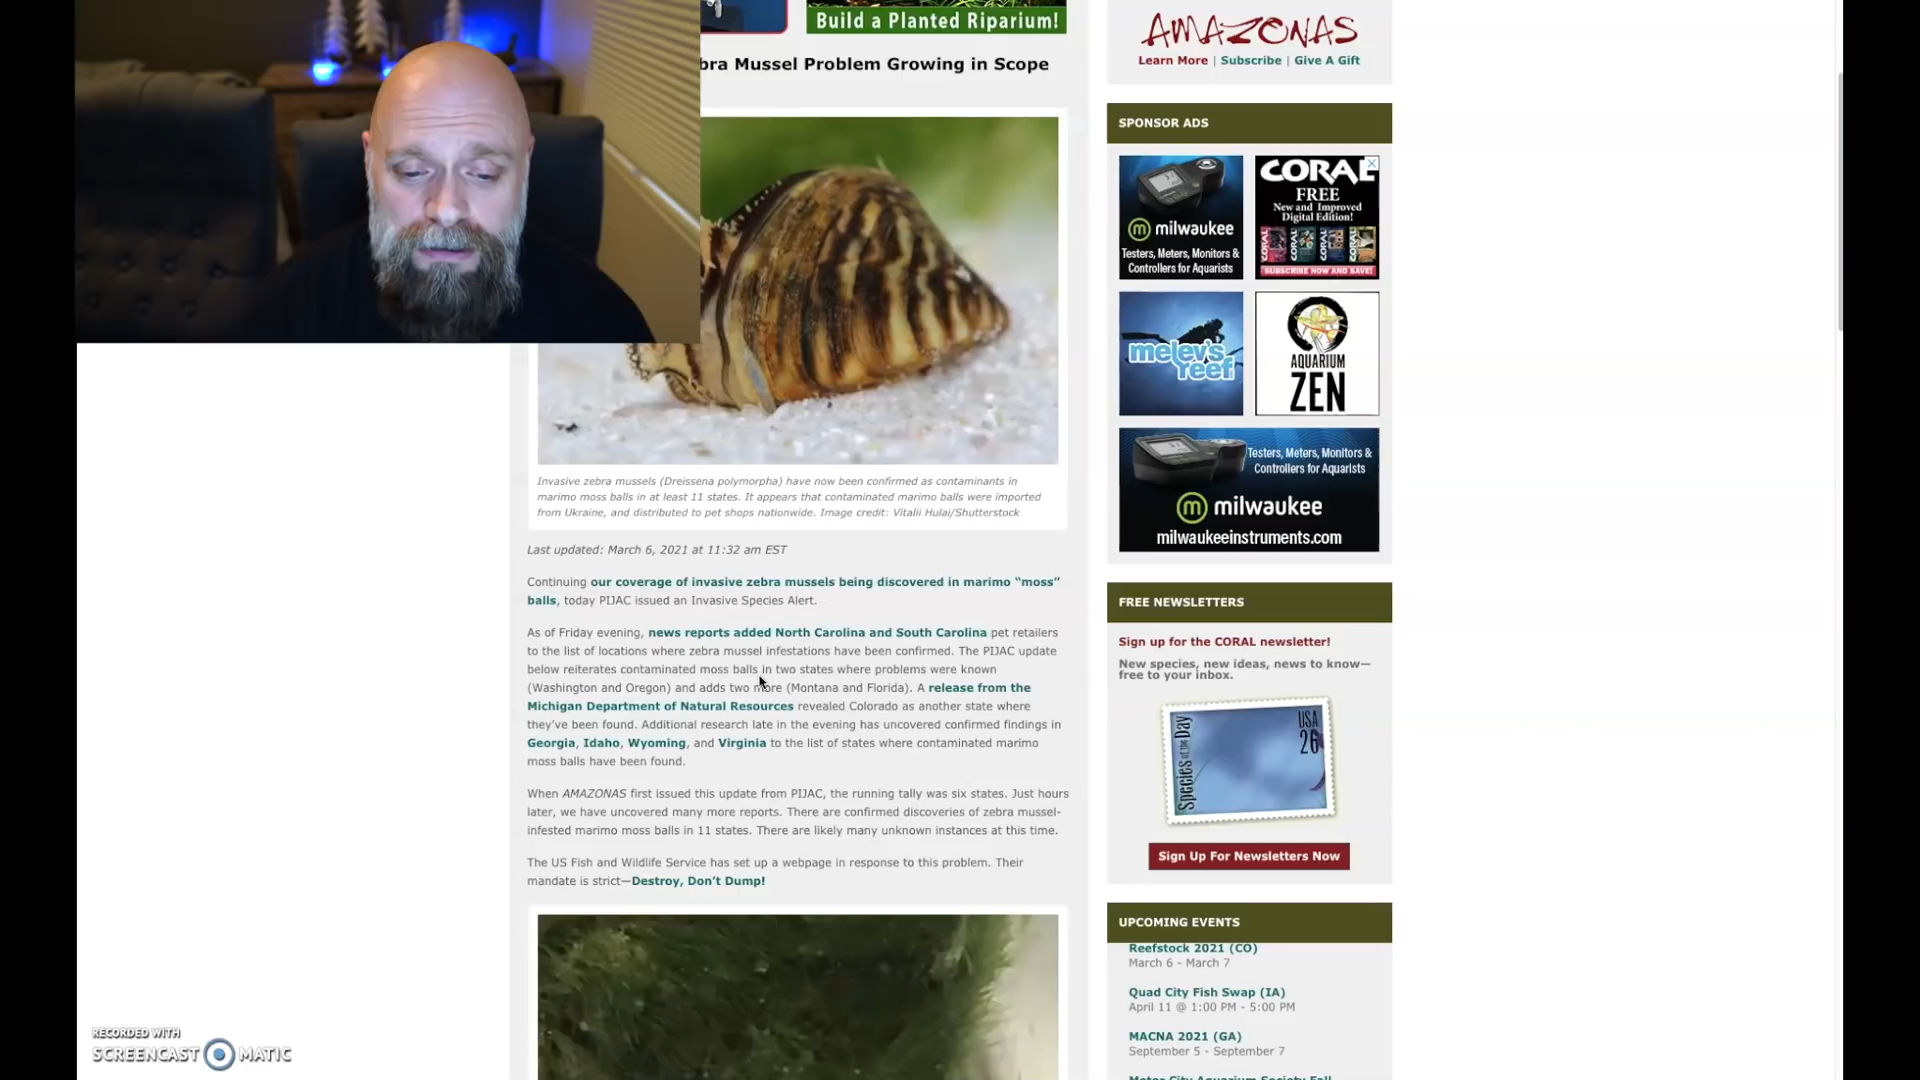 Build a Planted Riparium!
bra Mussel Problem Growing in Scope
Invasive zebra mussels (Dreissena polymorpha) have now been confirmed as contaminants in
marimo moss balls in at least 11 states. It appears that contaminated marimo balls were imported
from Ukraine, and distributed to pet shops nationwide. Image credit: Vitalii Hulai/Shutterstock
Last updated: March 6, 2021 at 11:32 am EST
Continuing our coverage of invasive zebra mussels being discovered in marimo “moss”
balls, today PIJAC issued an Invasive Species Alert.
As of Friday evening, news reports added North Carolina and South Carolina pet retailers
to the list of locations where zebra mussel infestations have been confirmed. The PIJAC update
below reiterates contaminated moss balls in two states where problems were known
(Washington and Oregon) and adds two more (Montana and Florida). A release from the
Michigan Department of Natural Resources revealed Colorado as another state where
they’ve been found. Additional research late in the evening has uncovered confirmed findings in
Georgia, Idaho, Wyoming, and Virginia to the list of states where contaminated marimo
moss balls have been found.
When AMAZONAS first issued this update from PIJAC, the running tally was six states. Just hours
later, we have uncovered many more reports. There are confirmed discoveries of zebra mussel-
infested marimo moss balls in 11 states. There are likely many unknown instances at this time.
The US Fish and Wildlife Service has set up a webpage in response to this problem. Their
mandate is strict—Destroy, Don’t Dump!
AMAZONAS
Learn More | Subscribe | Give A Gift
SPONSOR ADS
milwaukee
Testers, Meters, Monitors &
Controllers for Aquarists
CORAL
FREE
New and Improved
Digital Edition!
CORAL
SUBSCRIBE NOW AND SAVE!
melev's
reef
AQUARIUM
ZEN
Testers, Meters, Monitors &
Controllers for Aquarists
milwaukee
milwaukeeinstruments.com
FREE NEWSLETTERS
Sign up for the CORAL newsletter!
New species, new ideas, news to know—
free to your inbox.
Species of the Day
USA
26
Sign Up For Newsletters Now
UPCOMING EVENTS
Reefstock 2021 (CO)
March 6 - March 7
Quad City Fish Swap (IA)
April 11 @ 1:00 PM - 5:00 PM
MACNA 2021 (GA)
September 5 - September 7
Motor City Aquarium Society Fall
RECORDED WITH
SCREENCAST MATIC